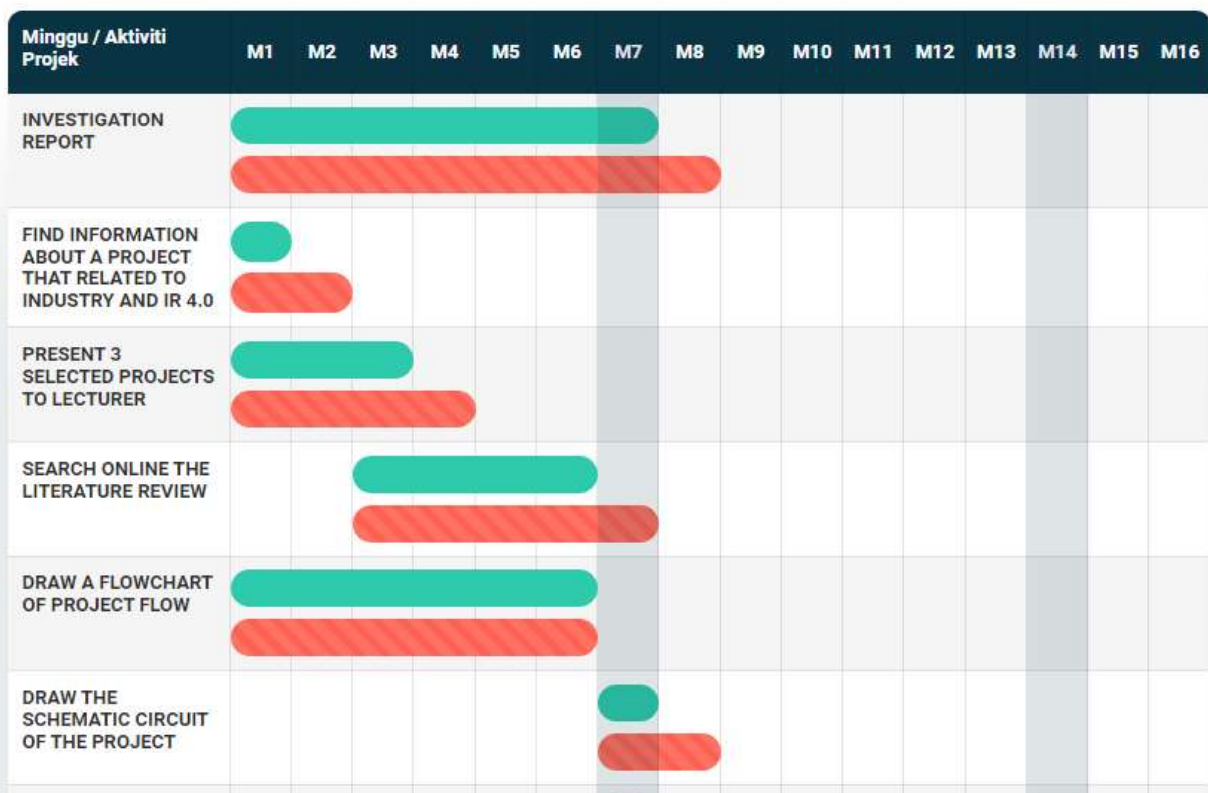 Minggu / Aktiviti
Projek
M1 M2 M3 M4 M5 M6 M7 M8 M9 M10 M11 M12 M13 M14 M15 M16
INVESTIGATION
REPORT
FIND INFORMATION
ABOUT A PROJECT
THAT RELATED TO
INDUSTRY AND IR 4.0
PRESENT 3
SELECTED PROJECTS
TO LECTURER
SEARCH ONLINE THE
LITERATURE REVIEW
DRAW A FLOWCHART
OF PROJECT FLOW
DRAW THE
SCHEMATIC CIRCUIT
OF THE PROJECT